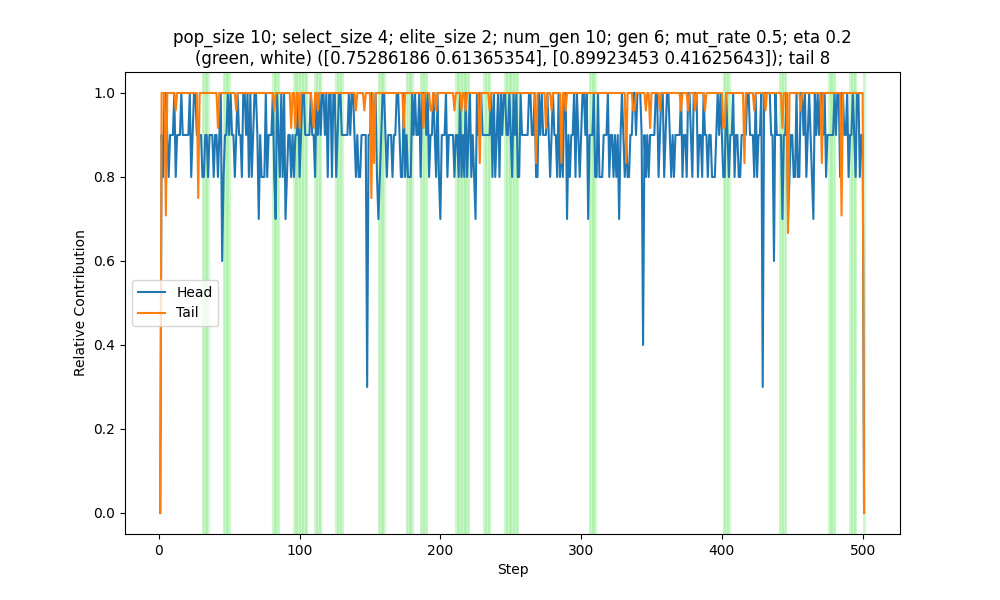 pop_size 10; select_size 4; elite_size 2; num_gen 10; gen 6; mut_rate 0.5; eta 0.2
(green, white) ([0.75286186 0.61365354], [0.89923453 0.41625643]); tail 8
1.0
0.8
0.6
0.4
0.2
0.0
Relative Contribution
Head
Tail
0 100 200 300 400 500
Step